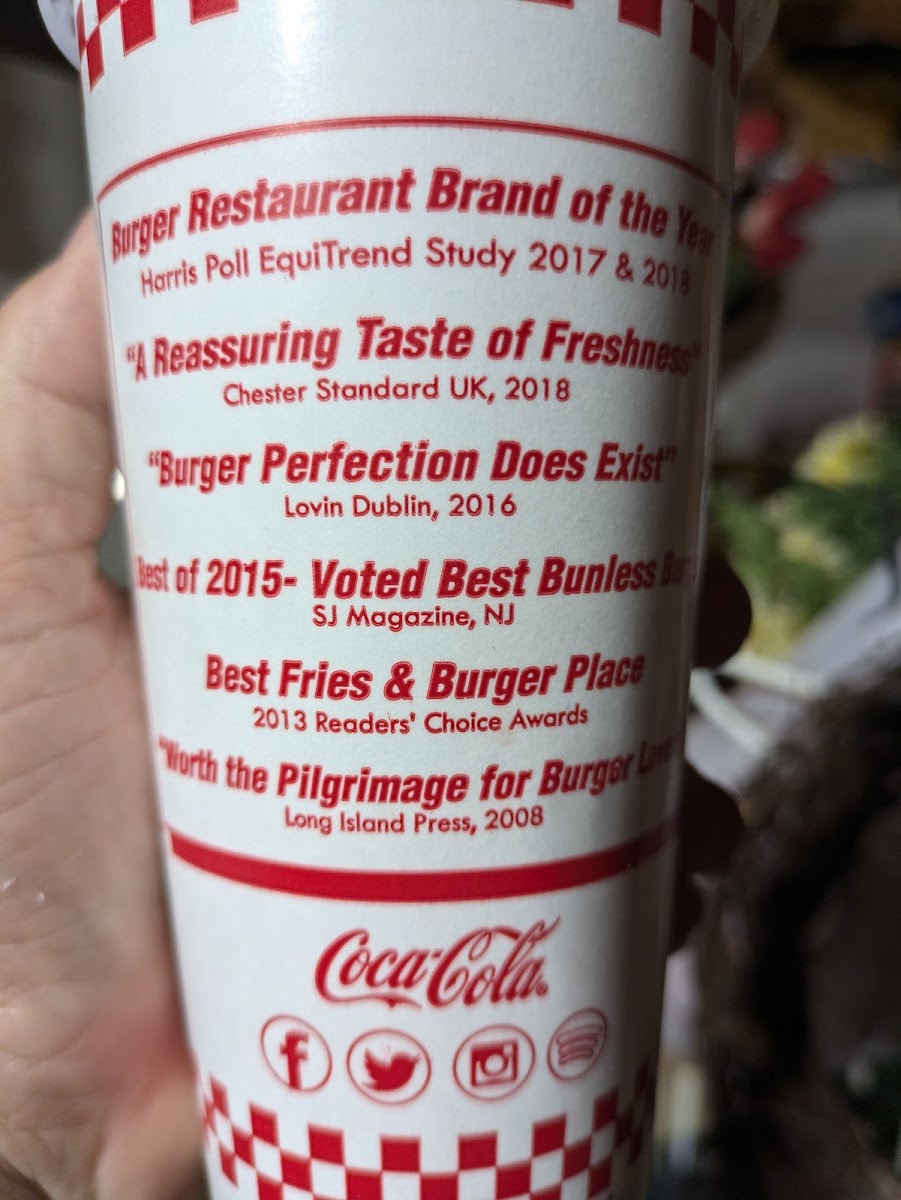 Burger Restaurant Brand of the Year
Harris Poll EquiTrend Study 2017 & 2018
"A Reassuring Taste of Freshness"
Chester Standard UK, 2018
"Burger Perfection Does Exist"
Lovin Dublin, 2016
Best of 2015- Voted Best Bunless
SJ Magazine, NJ
Best Fries & Burger Place
2013 Readers' Choice Awards
"Worth the Pilgrimage for Burger
Long Island Press, 2008
Coca-Cola®